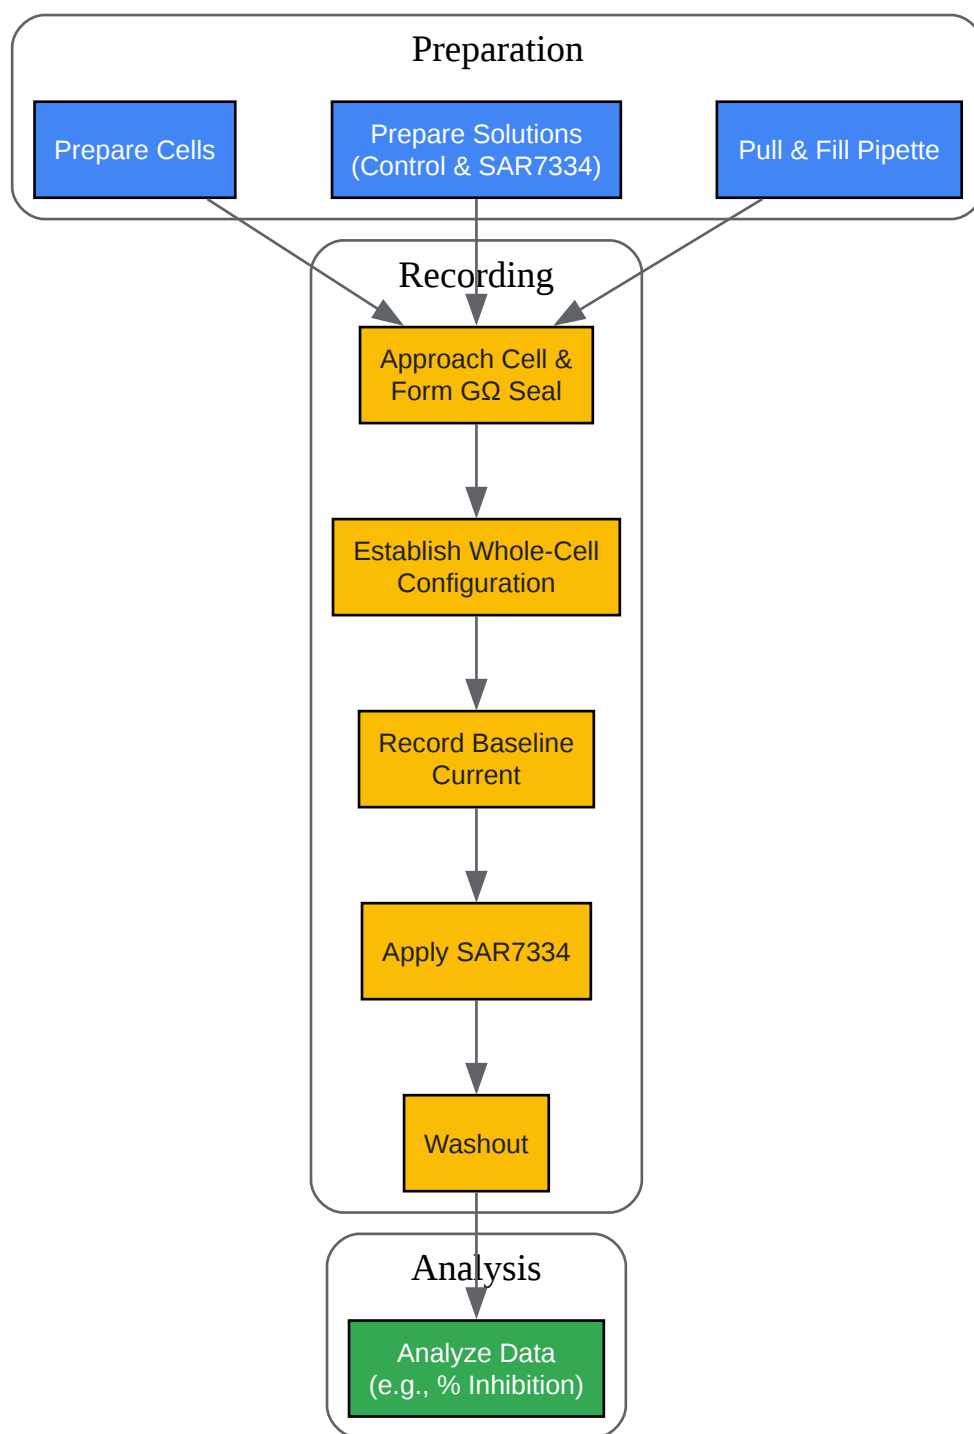 Preparation
Prepare Cells
Prepare Solutions
(Control & SAR7334)
Pull & Fill Pipette
Recording
Approach Cell &
Form GΩ Seal
Establish Whole-Cell
Configuration
Record Baseline
Current
Apply SAR7334
Washout
Analysis
Analyze Data
(e.g., % Inhibition)